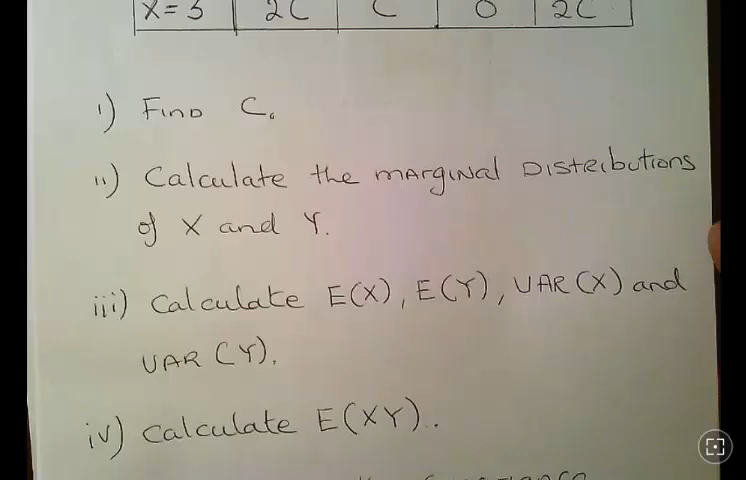 X = 3 2C C 0 2C
i) Find C.
ii) Calculate the marginal Distributions
of X and Y.
iii) Calculate E(X), E(Y), VAR(X) and
VAR(Y).
iv) Calculate E(XY).